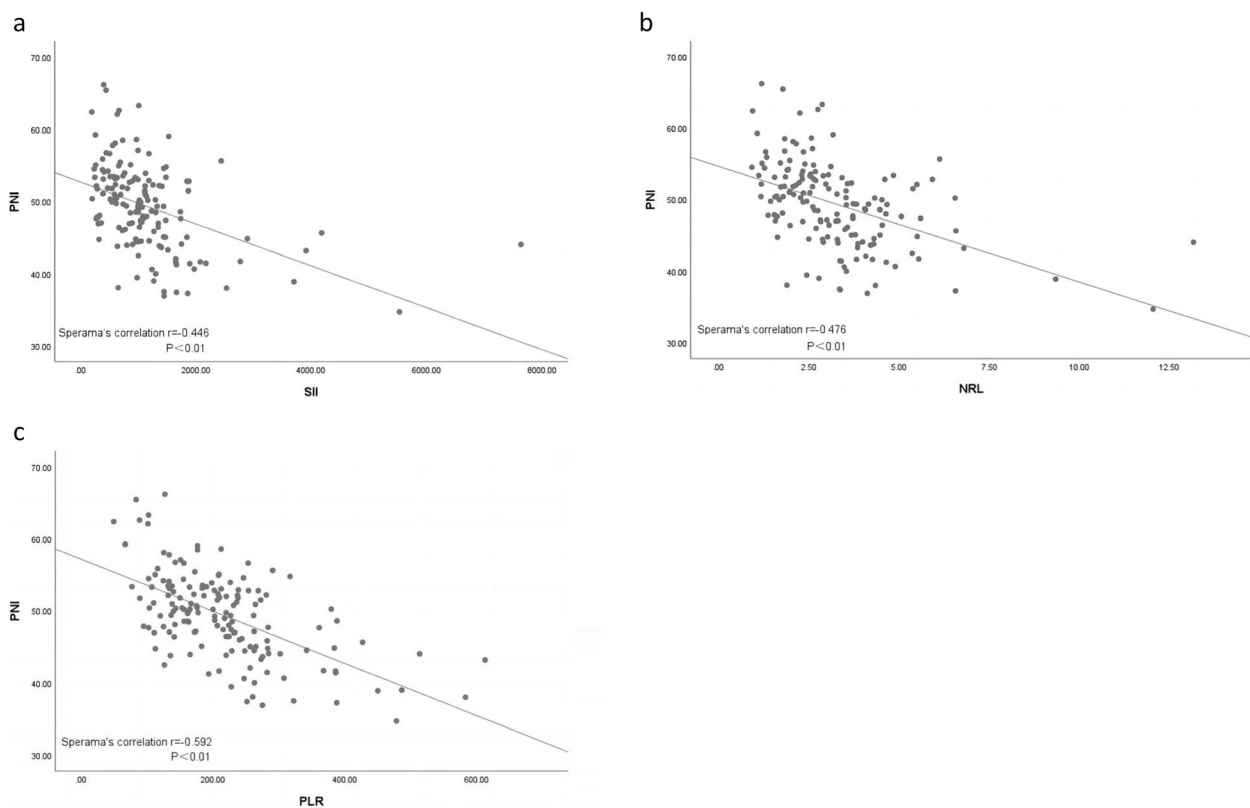 a
70.00
60.00
50.00
40.00
30.00
PNI
Sperama's correlation r=-0.446
P<0.01
.00 2000.00 4000.00 6000.00 8000.00
SII
b
70.00
60.00
50.00
40.00
30.00
PNI
Sperama's correlation r=-0.476
P<0.01
.00 2.50 5.00 7.50 10.00 12.50
NRL
c
70.00
60.00
50.00
40.00
30.00
PNI
Sperama's correlation r=-0.592
P<0.01
.00 200.00 400.00 600.00
PLR